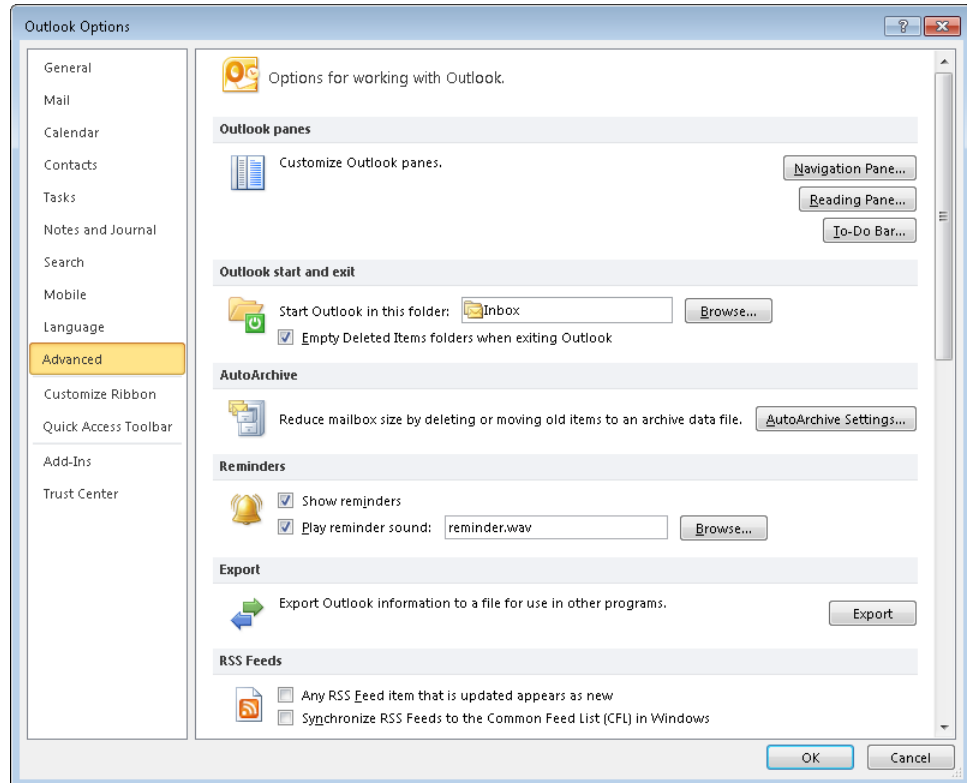 Outlook Options
General
Mail
Calendar
Contacts
Tasks
Notes and Journal
Search
Mobile
Language
Advanced
Customize Ribbon
Quick Access Toolbar
Add-Ins
Trust Center
Options for working with Outlook.
Outlook panes
Customize Outlook panes.
Navigation Pane...
Reading Pane...
To-Do Bar...
Outlook start and exit
Start Outlook in this folder: Inbox Browse...
Empty Deleted Items folders when exiting Outlook
AutoArchive
Reduce mailbox size by deleting or moving old items to an archive data file. AutoArchive Settings...
Reminders
Show reminders
Play reminder sound: reminder.wav Browse...
Export
Export Outlook information to a file for use in other programs.
Export
RSS Feeds
Any RSS Feed item that is updated appears as new
Synchronize RSS Feeds to the Common Feed List (CFL) in Windows
OK Cancel